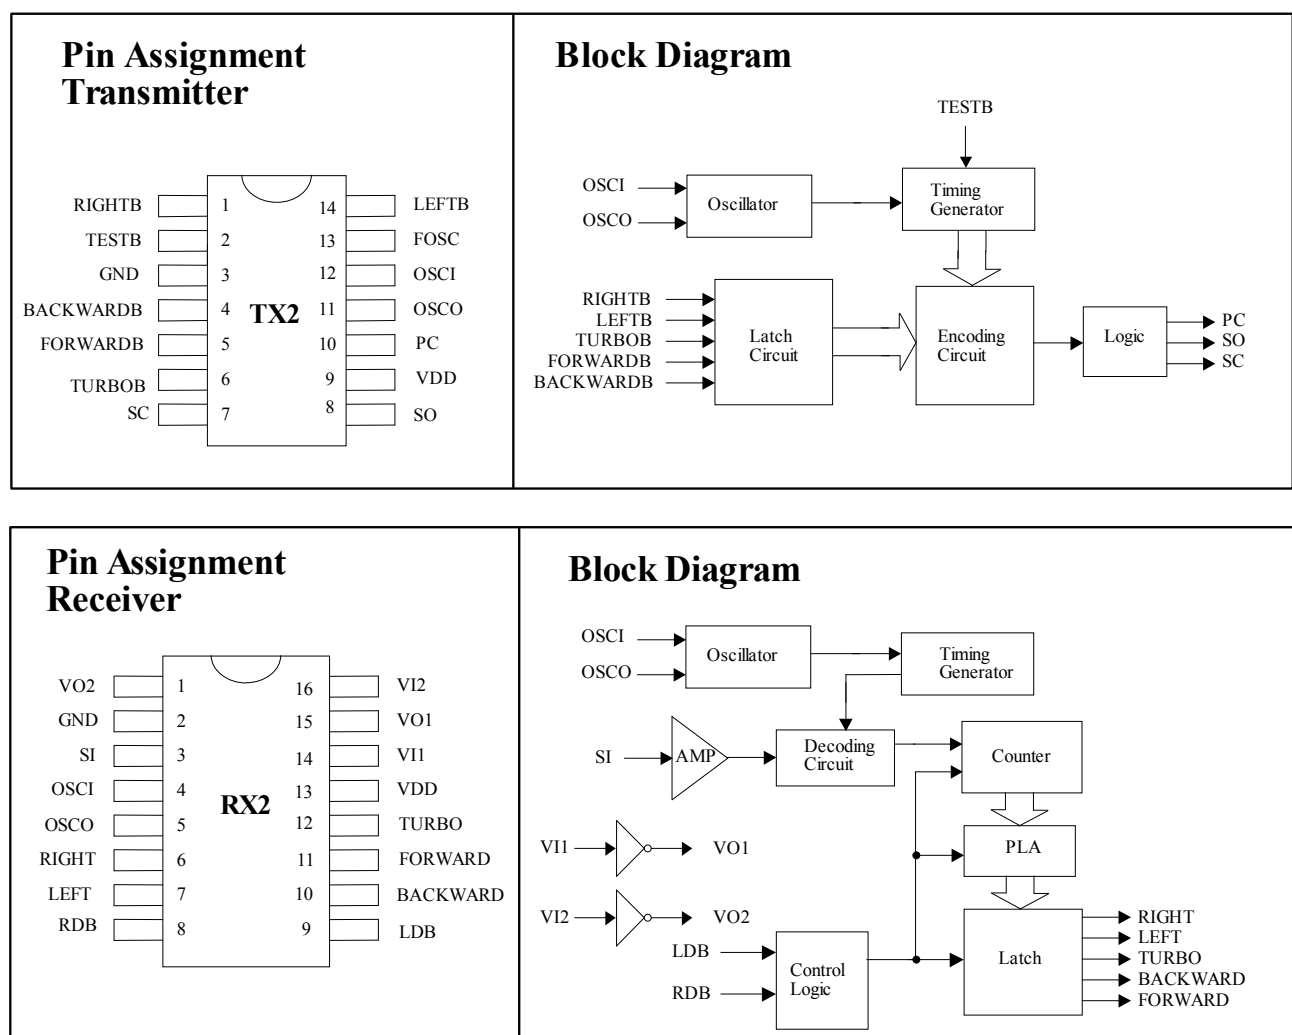 Pin Assignment
Transmitter
RIGHTB 1 14 LEFTB
TESTB 2 13 FOSC
GND 3 12 OSCI
BACKWARDB 4 11 OSCO
TX2
FORWARDB 5 10 PC
TURBOB 6 9 VDD
SC 7 8 SO
Block Diagram
TESTB
OSCI
OSCO
Oscillator
Timing
Generator
RIGHTB
LEFTB
TURBOB
FORWARDB
BACKWARDB
Latch
Circuit
Encoding
Circuit
Logic
PC
SO
SC
Pin Assignment
Receiver
VO2 1 16 VI2
GND 2 15 VO1
SI 3 14 VI1
OSCI 4 13 VDD
RX2
OSCO 5 12 TURBO
RIGHT 6 11 FORWARD
LEFT 7 10 BACKWARD
RDB 8 9 LDB
Block Diagram
OSCI
OSCO
Oscillator
Timing
Generator
SI
AMP
Decoding
Circuit
Counter
VI1 VO1
PLA
VI2 VO2
LDB
RDB
Control
Logic
Latch
RIGHT
LEFT
TURBO
BACKWARD
FORWARD